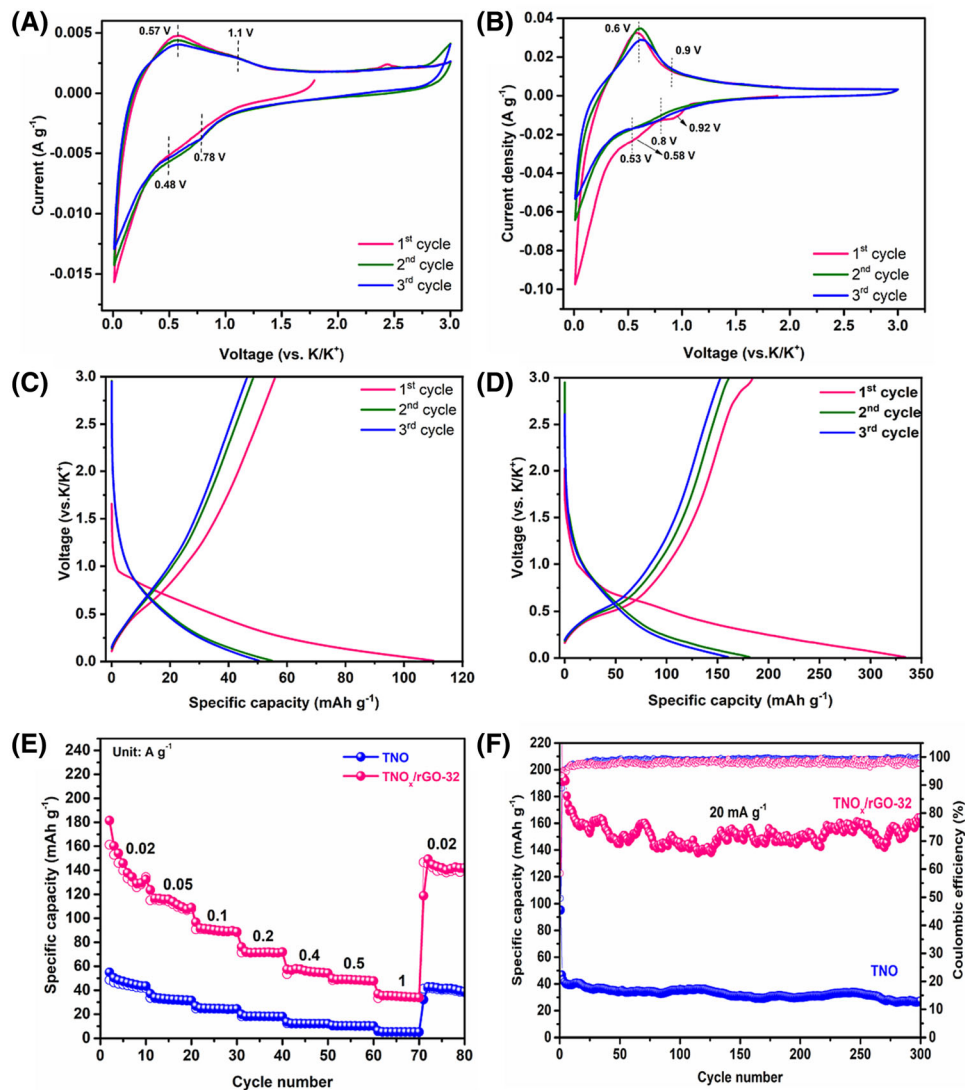 (A)
0.57 V
1.1 V
0.78 V
0.48 V
1st cycle
2nd cycle
3rd cycle
0.005
0.000
-0.005
-0.010
-0.015
Current (A g-1)
0.0 0.5 1.0 1.5 2.0 2.5 3.0
Voltage (vs. K/K+)
(B)
0.6 V
0.9 V
0.92 V
0.8 V
0.53 V
0.58 V
1st cycle
2nd cycle
3rd cycle
0.04
0.02
0.00
-0.02
-0.04
-0.06
-0.08
-0.10
Current density (A g-1)
0.0 0.5 1.0 1.5 2.0 2.5 3.0
Voltage (vs.K/K+)
(C)
1st cycle
2nd cycle
3rd cycle
3.0
2.5
2.0
1.5
1.0
0.5
0.0
Voltage (vs.K/K+)
0 20 40 60 80 100 120
Specific capacity (mAh g-1)
(D)
1st cycle
2nd cycle
3rd cycle
3.0
2.5
2.0
1.5
1.0
0.5
0.0
Voltage (vs.K/K+)
0 50 100 150 200 250 300 350
Specific capacity (mAh g-1)
(E)
Unit: A g-1
TNO
TNOx/rGO-32
0.02
0.05
0.1
0.2
0.4
0.5
1
0.02
240
220
200
180
160
140
120
100
80
60
40
20
0
Specific capacity (mAh g-1)
0 10 20 30 40 50 60 70 80
Cycle number
(F)
20 mA g-1
TNOx/rGO-32
TNO
220
200
180
160
140
120
100
80
60
40
20
0
Specific capacity (mAh g-1)
100
90
80
70
60
50
40
30
20
10
0
Coulombic efficiency (%)
0 50 100 150 200 250 300
Cycle number